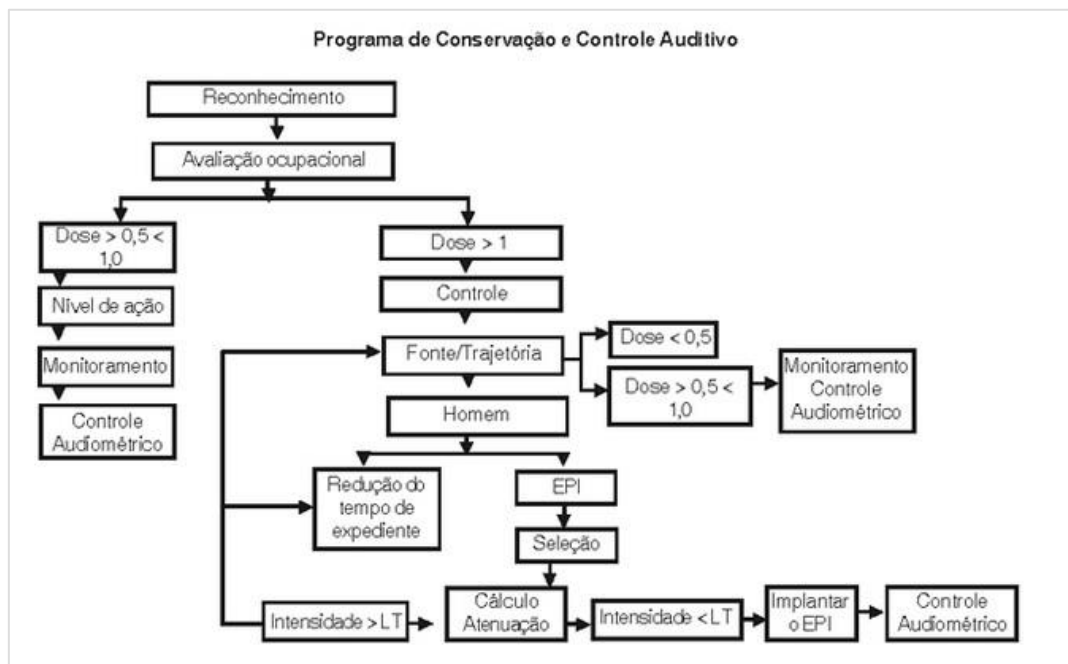 Programa de Conservação e Controle Auditivo
Reconhecimento
Avaliação ocupacional
Dose > 0,5 <
1,0
Dose > 1
Nível de ação
Controle
Monitoramento
Fonte/Trajetória
Dose < 0,5
Dose > 0,5 <
1,0
Monitoramento
Controle
Audiométrico
Controle
Audiométrico
Homem
Redução do
tempo de
expediente
EPI
Seleção
Intensidade > LT
Cálculo
Atenuação
Intensidade < LT
Implantar
o EPI
Controle
Audiométrico